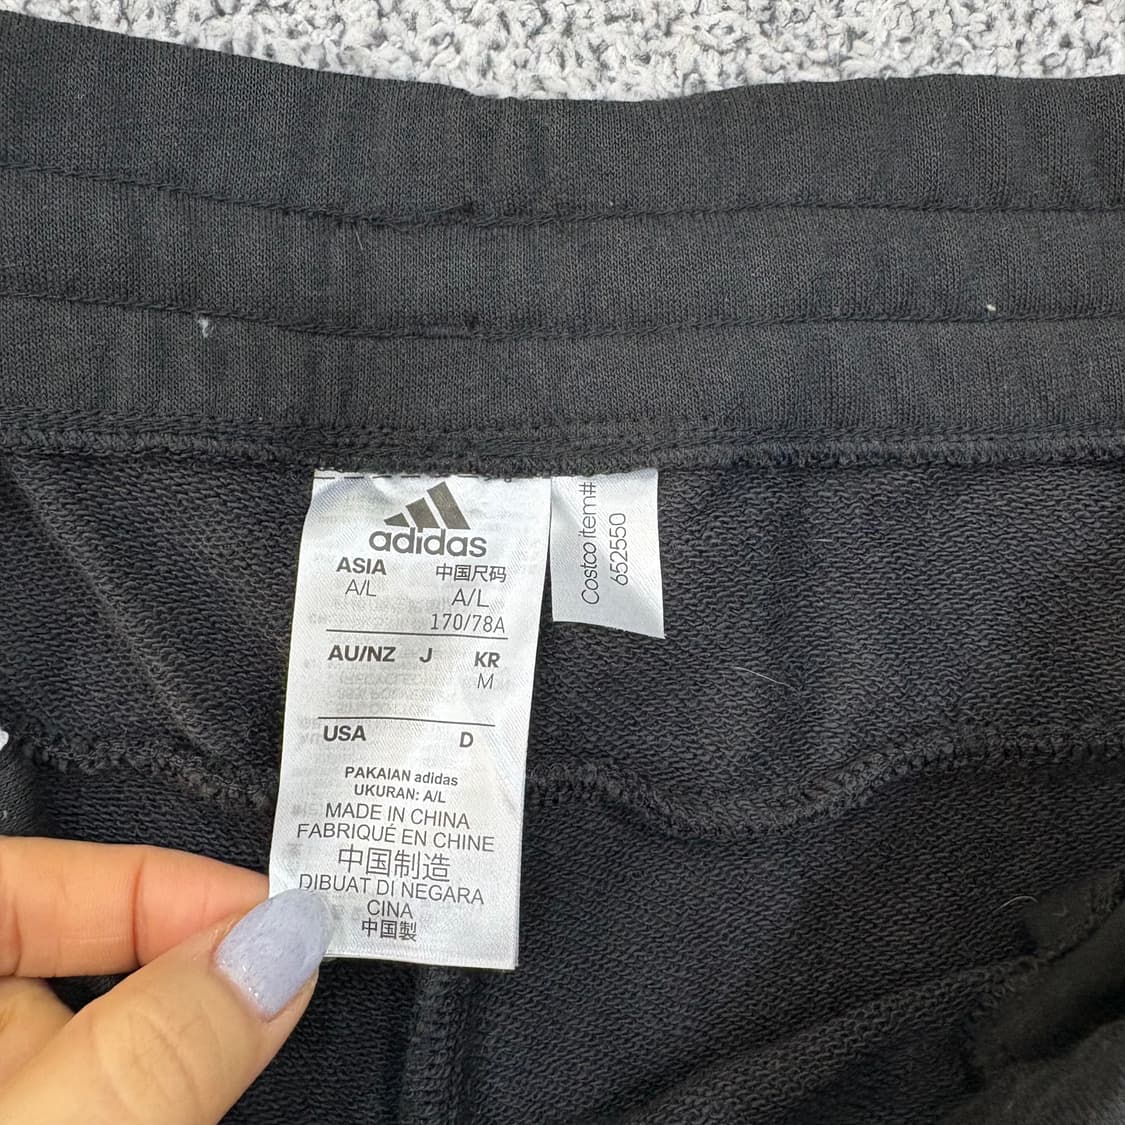 adidas
ASIA 中国尺码
A/L A/L
170/78A
AU/NZ J KR
M
USA D
PAKAIAN adidas
UKURAN: A/L
MADE IN CHINA
FABRIQUÉ EN CHINE
中国制造
DIBUAT DI NEGARA
CINA
中国製
Costco item#
652550